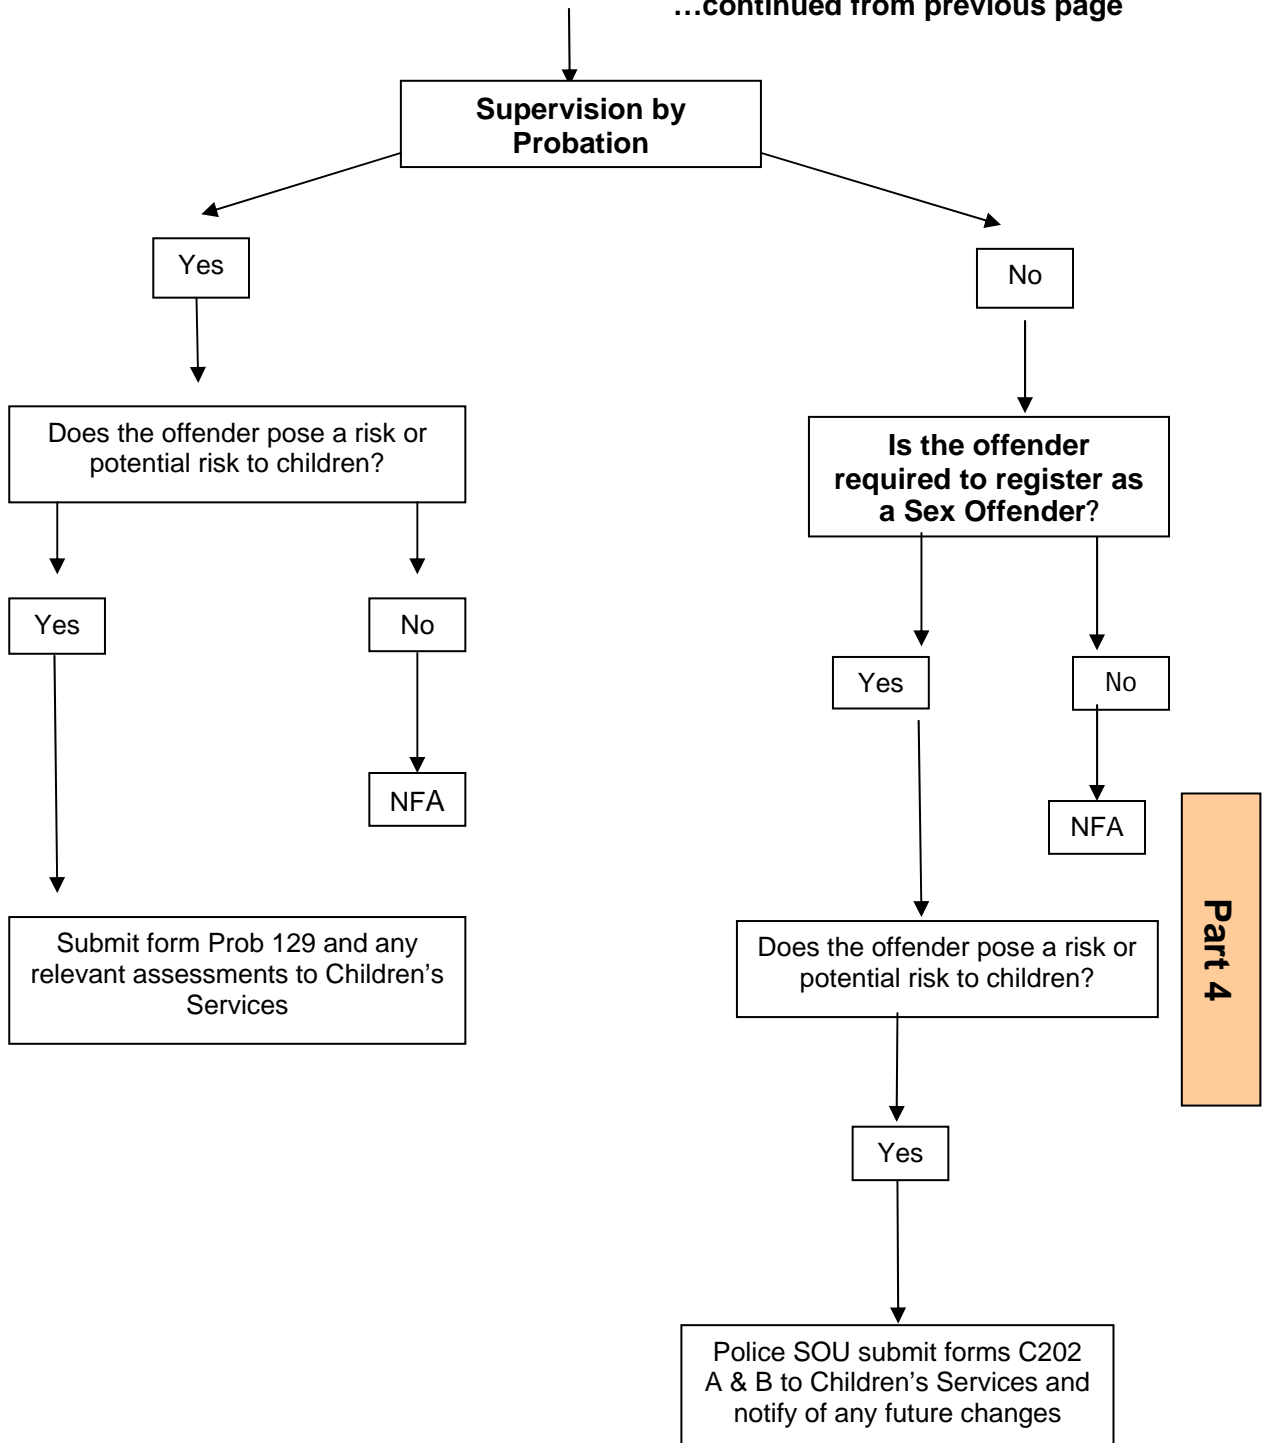 …continued from previous page
Supervision by
Probation
Yes
No
Does the offender pose a risk or
potential risk to children?
Is the offender
required to register as
a Sex Offender?
Yes
No
Yes
No
NFA
NFA
Part 4
Submit form Prob 129 and any
relevant assessments to Children’s
Services
Does the offender pose a risk or
potential risk to children?
Yes
Police SOU submit forms C202
A & B to Children’s Services and
notify of any future changes